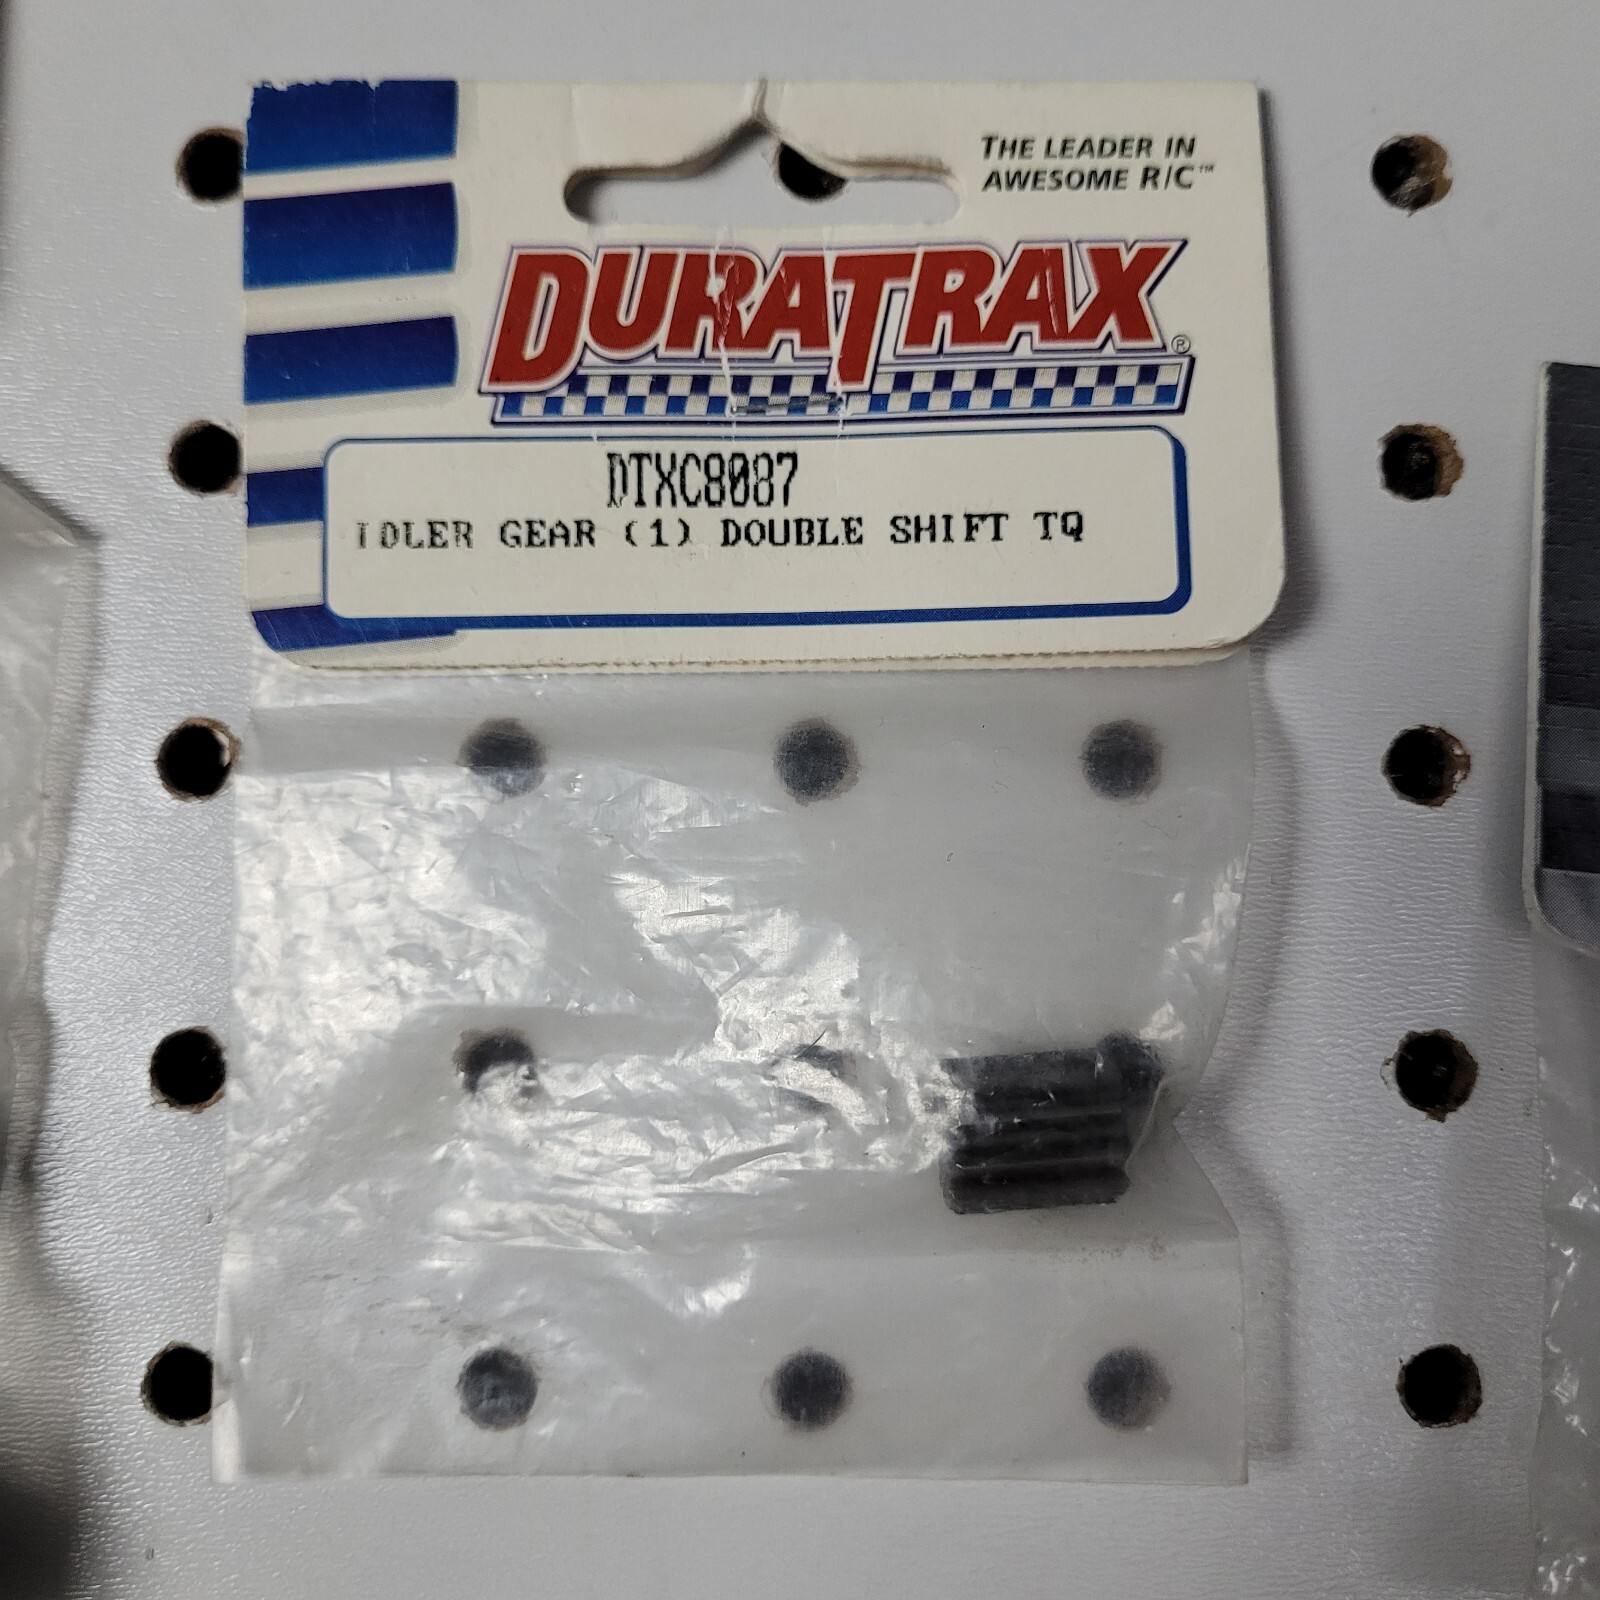 THE LEADER IN
AWESOME R/C™
DURATRAX®
DTXC8087
IDLER GEAR (1) DOUBLE SHIFT TQ